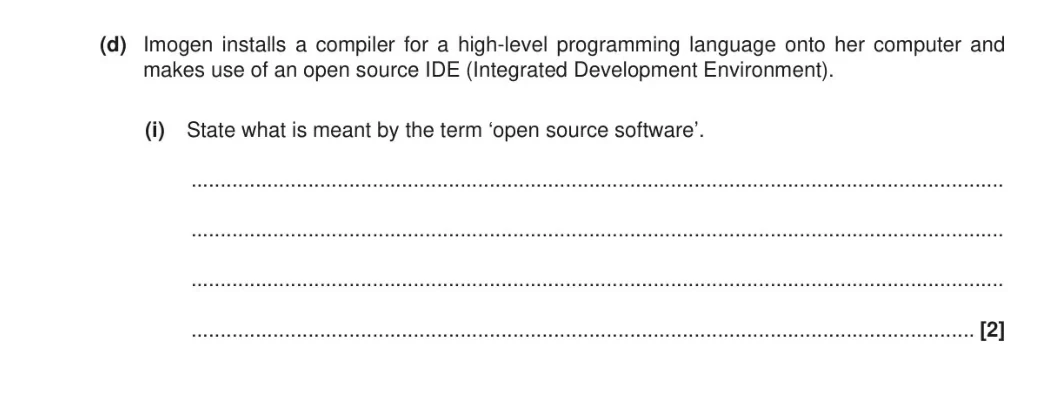 (d) Imogen installs a compiler for a high-level programming language onto her computer and
makes use of an open source IDE (Integrated Development Environment).
(i) State what is meant by the term ‘open source software’.
[2]